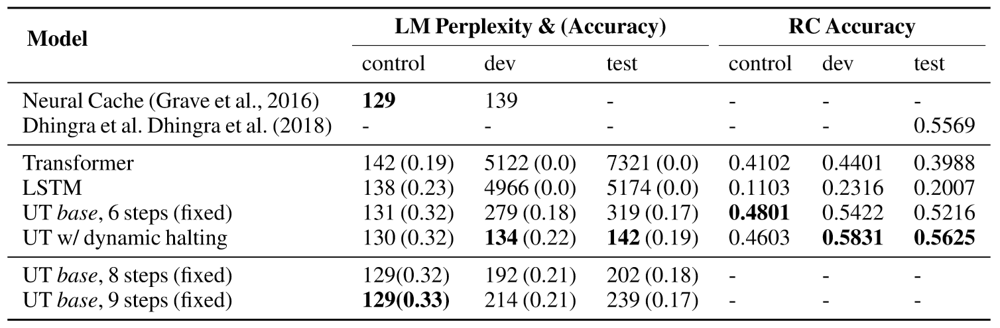 Model LM Perplexity & (Accuracy) RC Accuracy
control dev test control dev test
Neural Cache (Grave et al., 2016) 129 139 - - - -
Dhingra et al. Dhingra et al. (2018) - - - - - 0.5569
Transformer 142 (0.19) 5122 (0.0) 7321 (0.0) 0.4102 0.4401 0.3988
LSTM 138 (0.23) 4966 (0.0) 5174 (0.0) 0.1103 0.2316 0.2007
UT base, 6 steps (fixed) 131 (0.32) 279 (0.18) 319 (0.17) 0.4801 0.5422 0.5216
UT w/ dynamic halting 130 (0.32) 134 (0.22) 142 (0.19) 0.4603 0.5831 0.5625
UT base, 8 steps (fixed) 129(0.32) 192 (0.21) 202 (0.18) - - -
UT base, 9 steps (fixed) 129(0.33) 214 (0.21) 239 (0.17) - - -